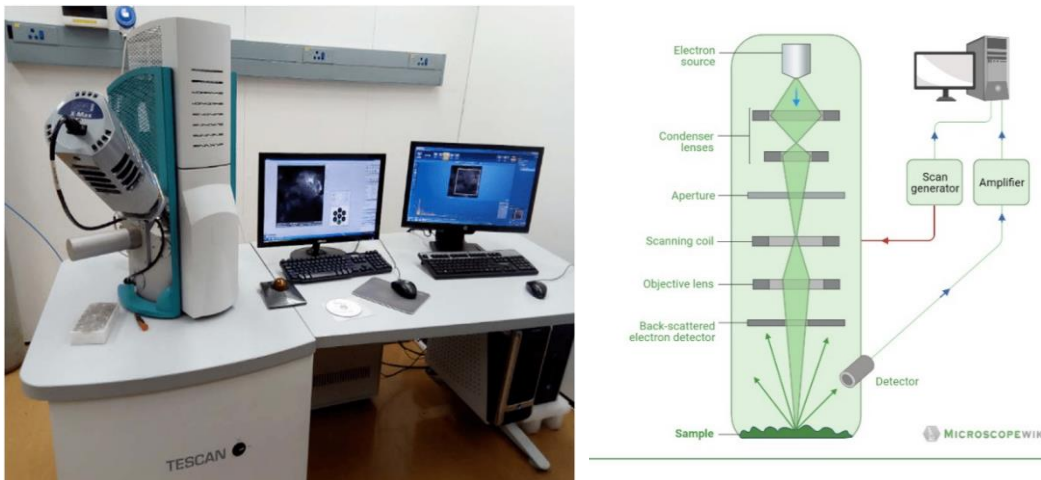 X-Max
TESCAN
Electron
source
Condenser
lenses
Aperture
Scanning coil
Objective lens
Back-scattered
electron detector
Sample
Scan
generator
Amplifier
Detector
MICROSCOPEWIK